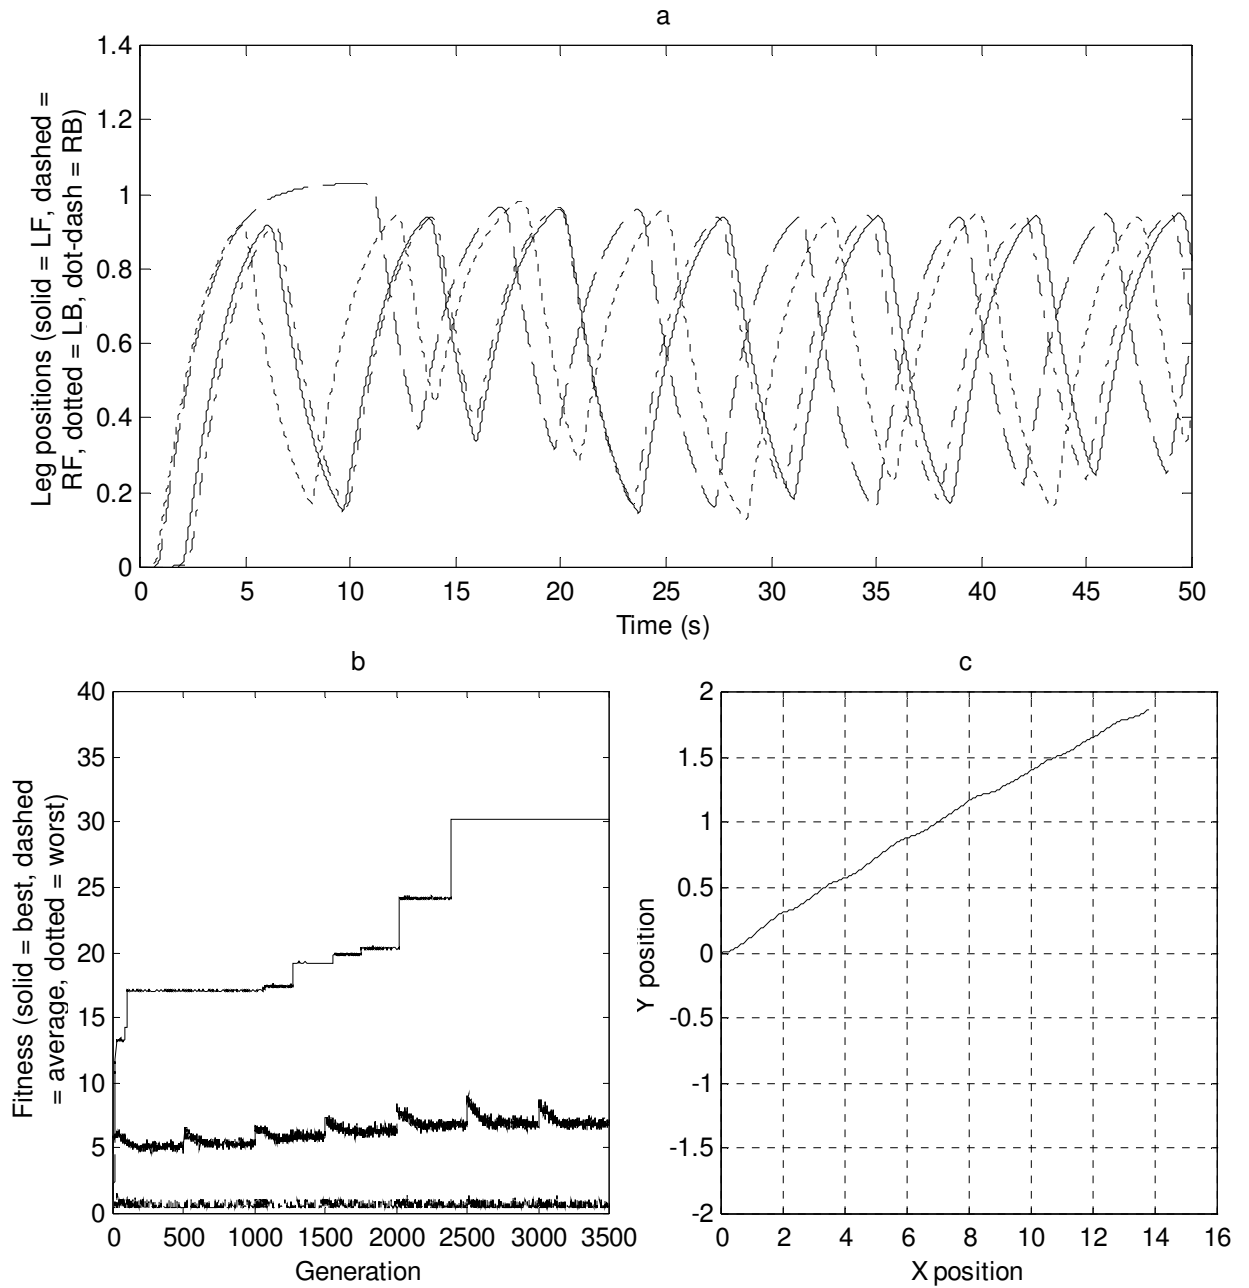 a
1.4
1.2
1
0.8
0.6
0.4
0.2
0
Leg positions (solid = LF, dashed =
RF, dotted = LB, dot-dash = RB)
0 5 10 15 20 25 30 35 40 45 50
Time (s)
b
40
35
30
25
20
15
10
5
0
Fitness (solid = best, dashed
= average, dotted = worst)
0 500 1000 1500 2000 2500 3000 3500
Generation
c
2
1.5
1
0.5
0
-0.5
-1
-1.5
-2
Y position
0 2 4 6 8 10 12 14 16
X position